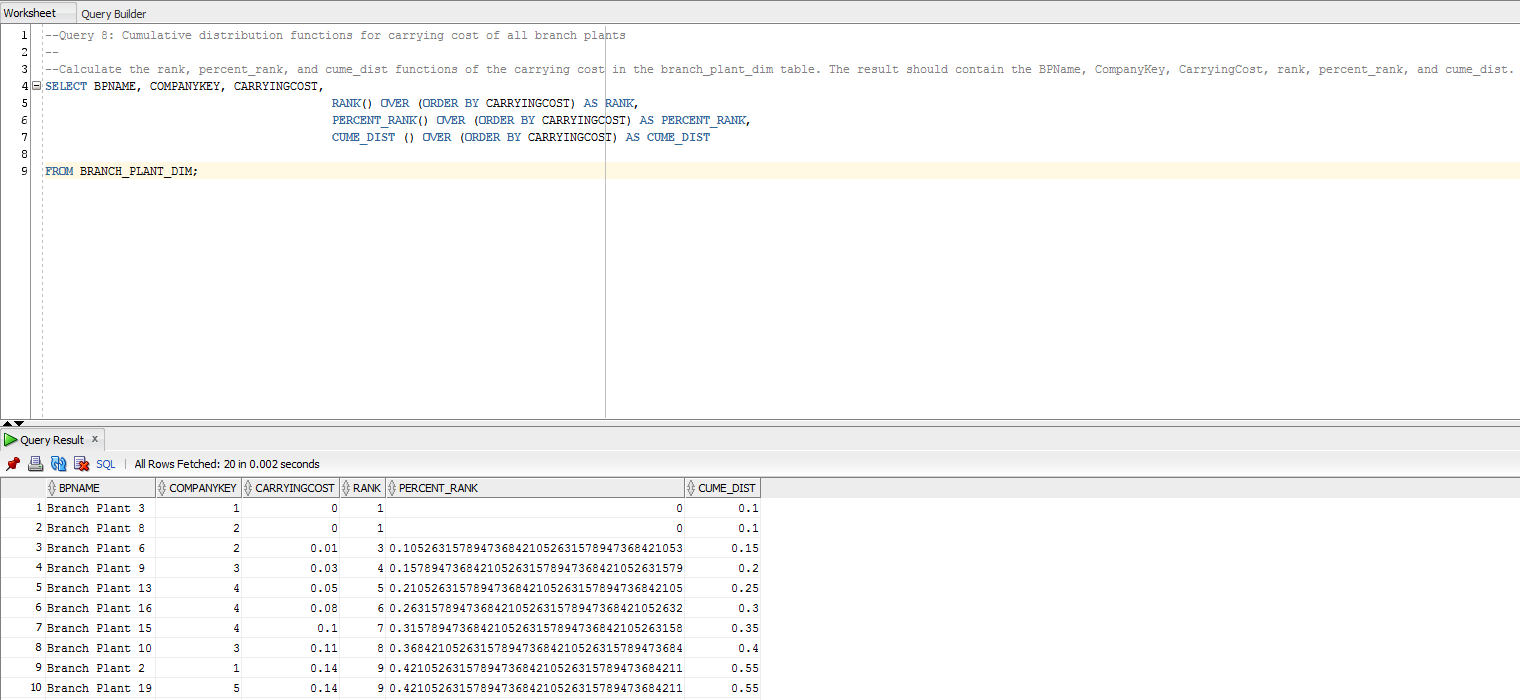 Worksheet Query Builder
1 --Query 8: Cumulative distribution functions for carrying cost of all branch plants
2 --
3 --Calculate the rank, percent_rank, and cume_dist functions of the carrying cost in the branch_plant_dim table. The result should contain the BPName, CompanyKey, CarryingCost, rank, percent_rank, and cume_dist.
4 SELECT BPNAME, COMPANYKEY, CARRYINGCOST,
5 RANK() OVER (ORDER BY CARRYINGCOST) AS RANK,
6 PERCENT_RANK() OVER (ORDER BY CARRYINGCOST) AS PERCENT_RANK,
7 CUME_DIST () OVER (ORDER BY CARRYINGCOST) AS CUME_DIST
8
9 FROM BRANCH_PLANT_DIM;
Query Result x
SQL | All Rows Fetched: 20 in 0.002 seconds
BPNAME COMPANYKEY CARRYINGCOST RANK PERCENT_RANK CUME_DIST
1 Branch Plant 3 1 0 1 0 0.1
2 Branch Plant 8 2 0 1 0 0.1
3 Branch Plant 6 2 0.01 3 0.105263157894736842105263157894736842105 3 0.15
4 Branch Plant 9 3 0.03 4 0.157894736842105263157894736842105263157 9 0.2
5 Branch Plant 13 4 0.05 5 0.210526315789473684210526315789473684210 5 0.25
6 Branch Plant 16 4 0.08 6 0.263157894736842105263157894736842105263 2 0.3
7 Branch Plant 15 4 0.1 7 0.315789473684210526315789473684210526315 8 0.35
8 Branch Plant 10 3 0.11 8 0.368421052631578947368421052631578947368 4 0.4
9 Branch Plant 2 1 0.14 9 0.421052631578947368421052631578947368421 1 0.55
10 Branch Plant 19 5 0.14 9 0.421052631578947368421052631578947368421 1 0.55